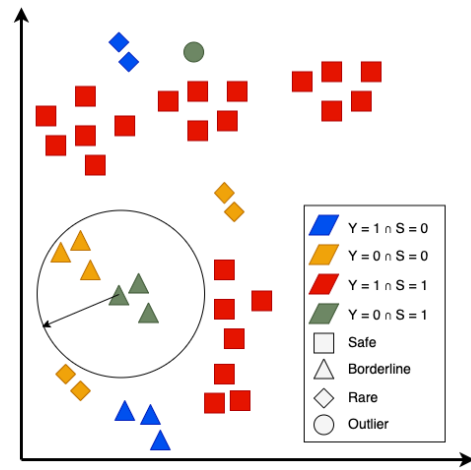 Y = 1 ∩ S = 0
Y = 0 ∩ S = 0
Y = 1 ∩ S = 1
Y = 0 ∩ S = 1
Safe
Borderline
Rare
Outlier